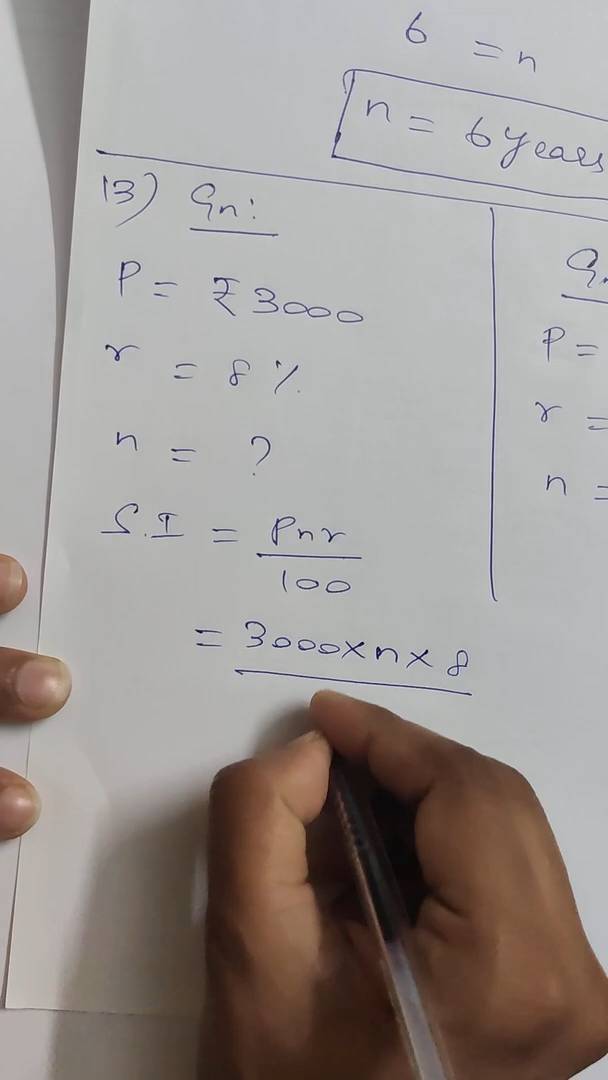 6 = n
n = 6 years
13) Gn:
P = ₹3000
r = 8 %
n = ?
S.I = Pnr
100
= 3000×n×8
G
P =
r =
n =